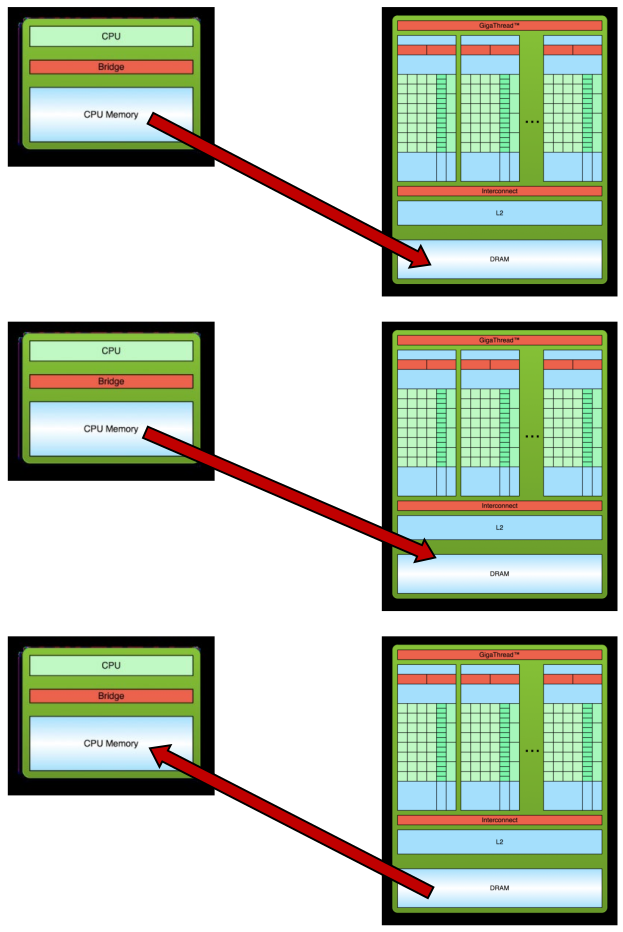 CPU
Bridge
CPU Memory
GigaThread™
Interconnect
L2
DRAM
CPU
Bridge
CPU Memory
GigaThread™
Interconnect
L2
DRAM
CPU
Bridge
CPU Memory
GigaThread™
Interconnect
L2
DRAM